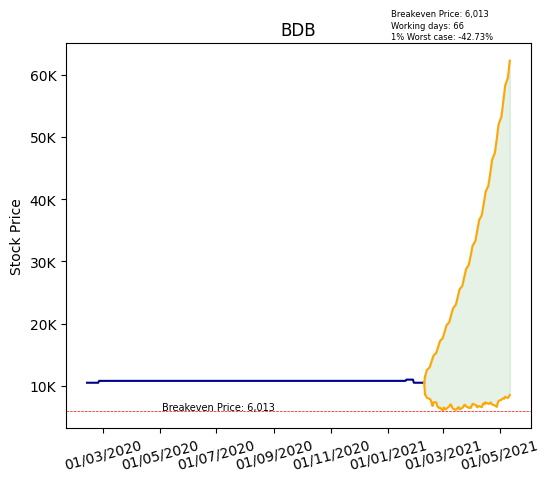 Breakeven Price: 6,013
Working days: 66
1% Worst case: -42.73%
BDB
Stock Price
60K
50K
40K
30K
20K
10K
Breakeven Price: 6,013
01/03/2020
01/05/2020
01/07/2020
01/09/2020
01/11/2020
01/01/2021
01/03/2021
01/05/2021